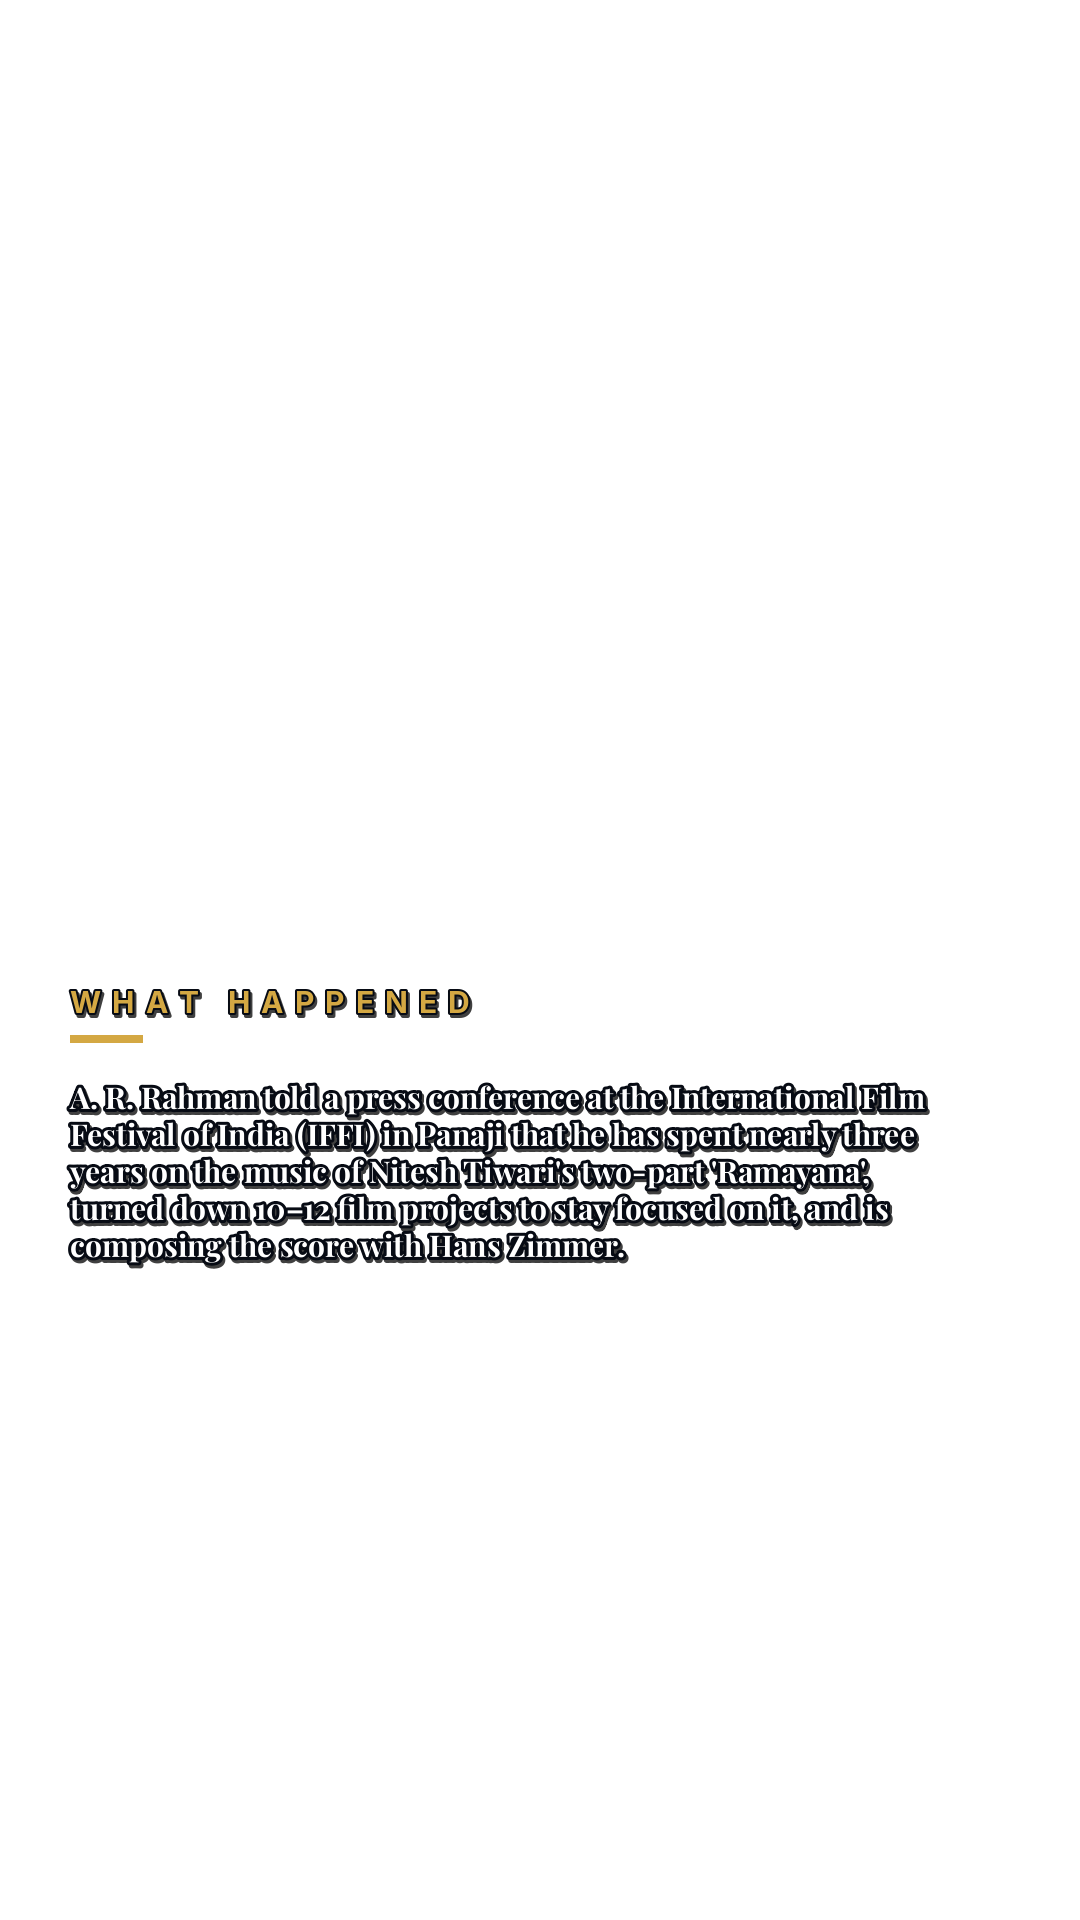 WHAT HAPPENED
A. R. Rahman told a press conference at the International Film
Festival of India (IFFI) in Panaji that he has spent nearly three
years on the music of Nitesh Tiwari's two-part 'Ramayana',
turned down 10–12 film projects to stay focused on it, and is
composing the score with Hans Zimmer.